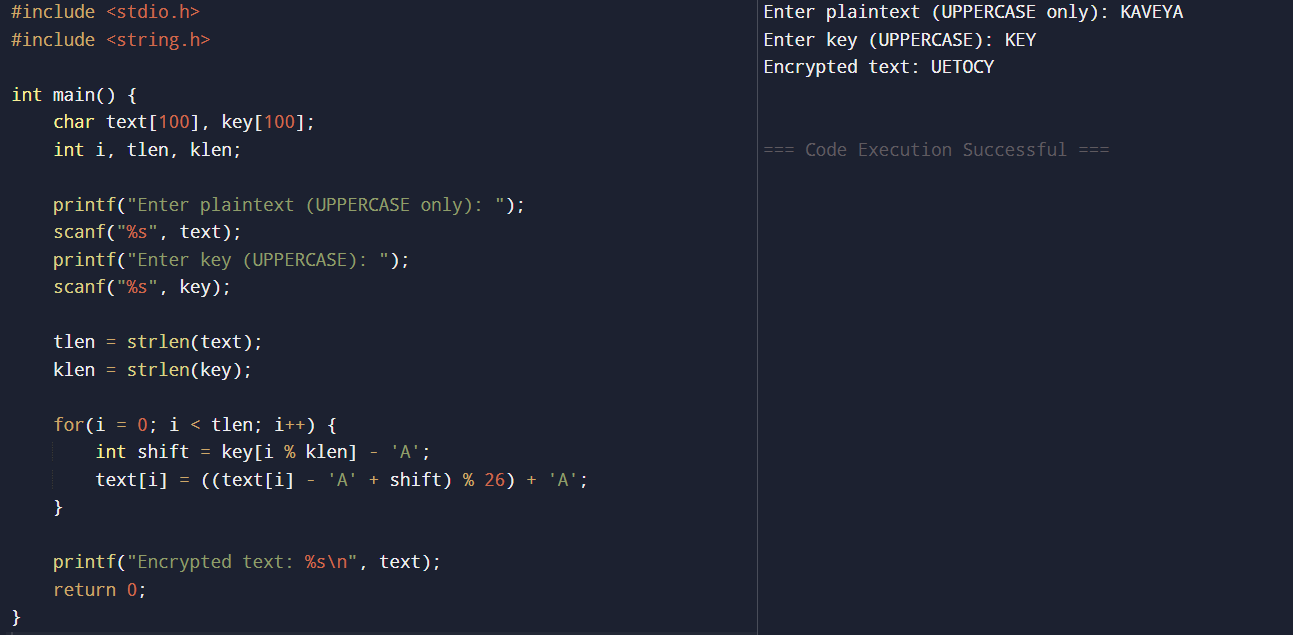 #include <stdio.h>
#include <string.h>

int main() {
    char text[100], key[100];
    int i, tlen, klen;

    printf("Enter plaintext (UPPERCASE only): ");
    scanf("%s", text);
    printf("Enter key (UPPERCASE): ");
    scanf("%s", key);

    tlen = strlen(text);
    klen = strlen(key);

    for(i = 0; i < tlen; i++) {
        int shift = key[i % klen] - 'A';
        text[i] = ((text[i] - 'A' + shift) % 26) + 'A';
    }

    printf("Encrypted text: %s\n", text);
    return 0;
}
Enter plaintext (UPPERCASE only): KAVEYA
Enter key (UPPERCASE): KEY
Encrypted text: UETOCY

=== Code Execution Successful ===